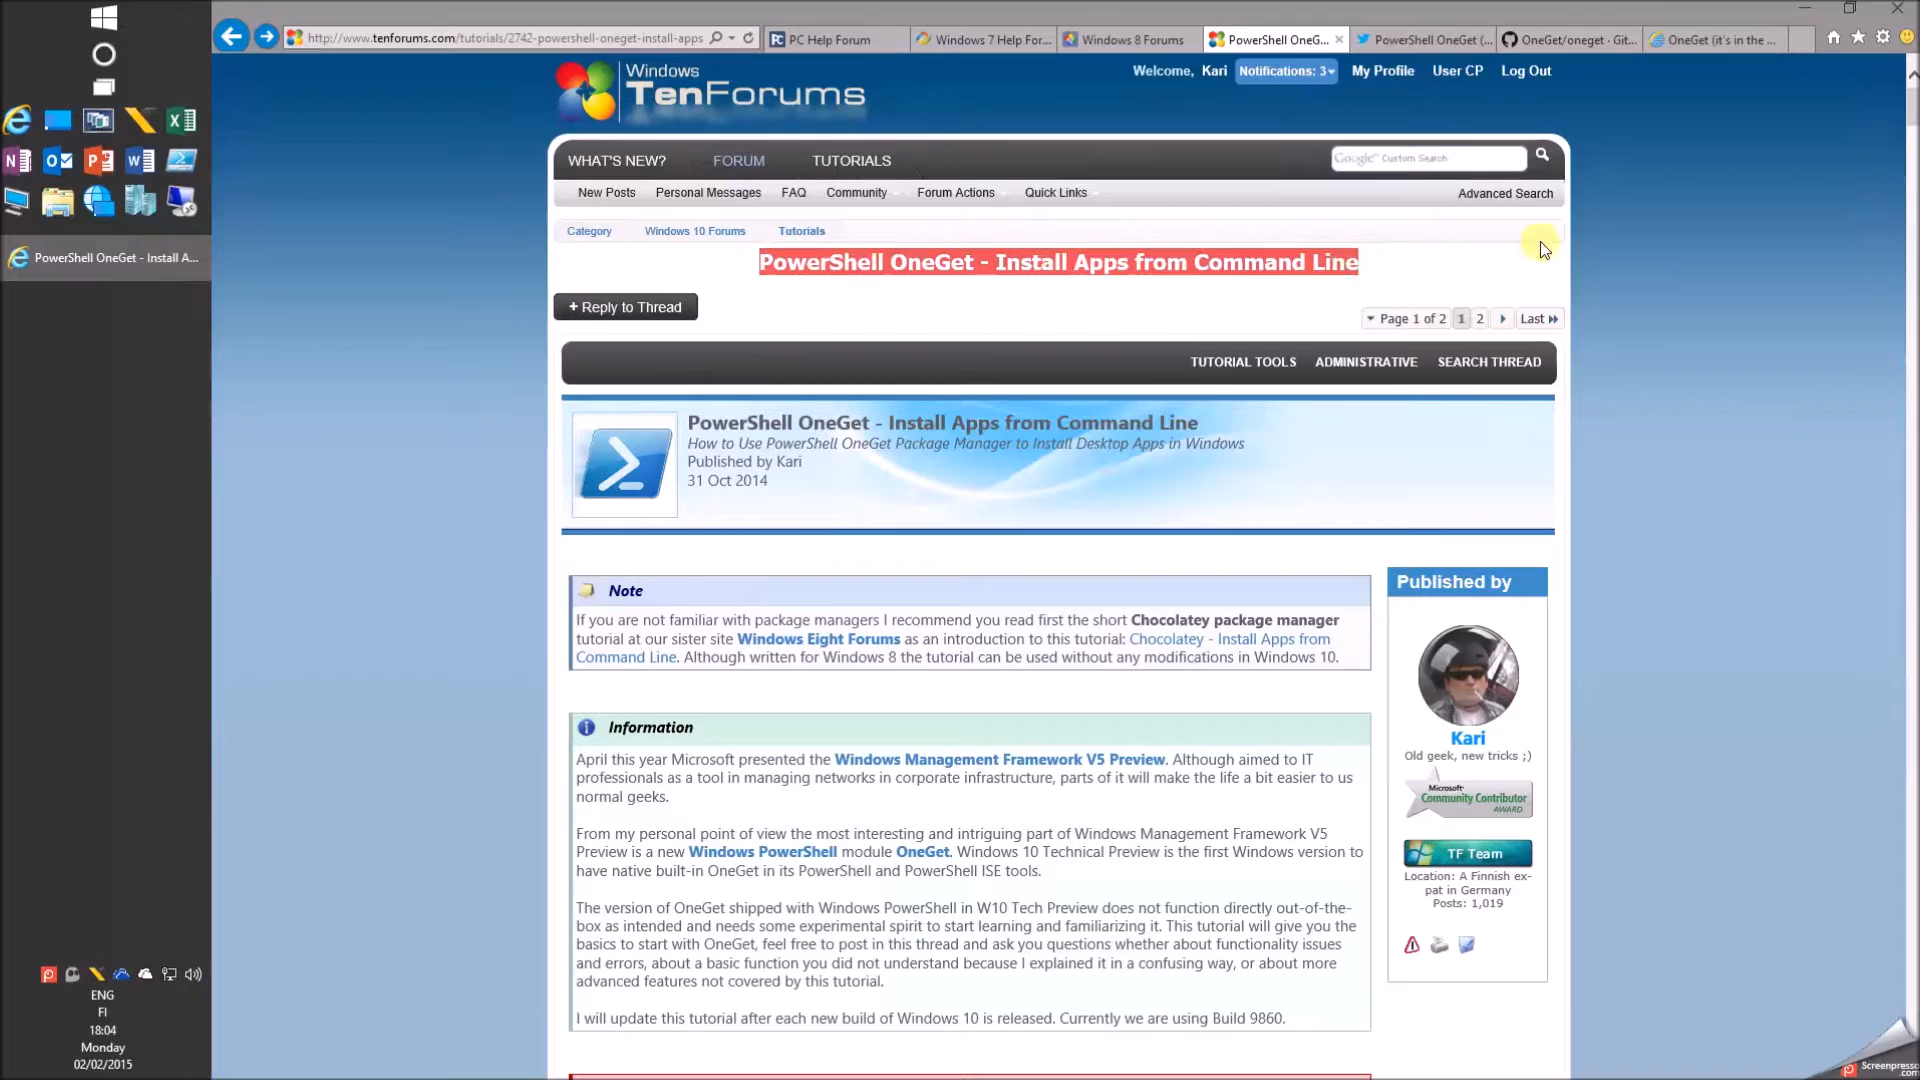 http://www.tenforums.com/tutorials/2742-powershell-oneget-install-apps
PC Help Forum
Windows 7 Help For...
Windows 8 Forums
PowerShell OneG...
PowerShell OneGet (...
OneGet/oneget · Git...
OneGet (it's in the ...
Windows
TenForums
Welcome, Kari Notifications: 3 My Profile User CP Log Out
WHAT'S NEW? FORUM TUTORIALS
Google™ Custom Search
New Posts Personal Messages FAQ Community Forum Actions Quick Links
Advanced Search
Category Windows 10 Forums Tutorials
PowerShell OneGet - Install A...
PowerShell OneGet - Install Apps from Command Line
+ Reply to Thread
Page 1 of 2 1 2 Last
TUTORIAL TOOLS ADMINISTRATIVE SEARCH THREAD
PowerShell OneGet - Install Apps from Command Line
How to Use PowerShell OneGet Package Manager to Install Desktop Apps in Windows
Published by Kari
31 Oct 2014
Note
If you are not familiar with package managers I recommend you read first the short Chocolatey package manager
tutorial at our sister site Windows Eight Forums as an introduction to this tutorial: Chocolatey - Install Apps from
Command Line. Although written for Windows 8 the tutorial can be used without any modifications in Windows 10.
Information
April this year Microsoft presented the Windows Management Framework V5 Preview. Although aimed to IT
professionals as a tool in managing networks in corporate infrastructure, parts of it will make the life a bit easier to us
normal geeks.
From my personal point of view the most interesting and intriguing part of Windows Management Framework V5
Preview is a new Windows PowerShell module OneGet. Windows 10 Technical Preview is the first Windows version to
have native built-in OneGet in its PowerShell and PowerShell ISE tools.
The version of OneGet shipped with Windows PowerShell in W10 Tech Preview does not function directly out-of-the-
box as intended and needs some experimental spirit to start learning and familiarizing it. This tutorial will give you the
basics to start with OneGet, feel free to post in this thread and ask you questions whether about functionality issues
and errors, about a basic function you did not understand because I explained it in a confusing way, or about more
advanced features not covered by this tutorial.
I will update this tutorial after each new build of Windows 10 is released. Currently we are using Build 9860.
Published by
Kari
Old geek, new tricks ;)
Microsoft
Community Contributor
AWARD
TF Team
Location: A Finnish ex-
pat in Germany
Posts: 1,019
ENG
FI
18:04
Monday
02/02/2015
Screenpresso
.com